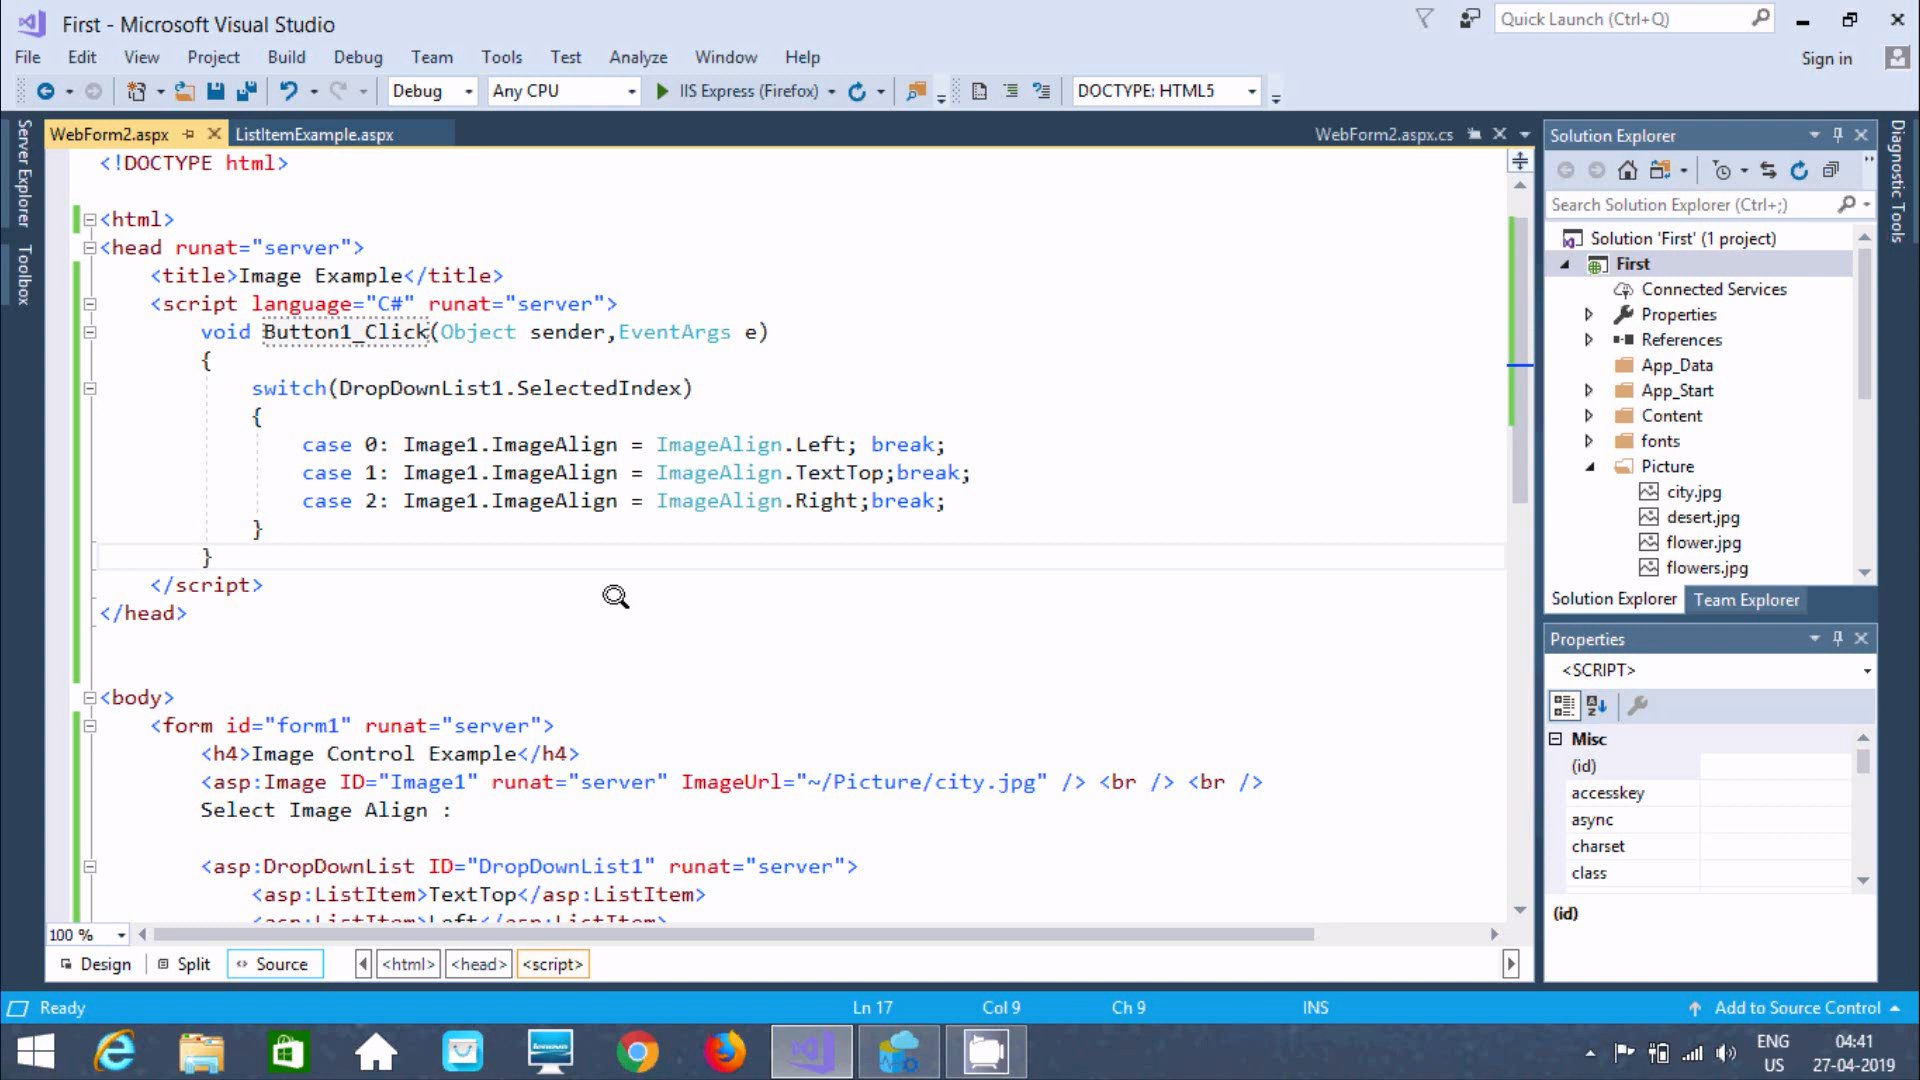 First - Microsoft Visual Studio
Quick Launch (Ctrl+Q)
File Edit View Project Build Debug Team Tools Test Analyze Window Help
Sign in
Debug Any CPU IIS Express (Firefox) DOCTYPE: HTML5
Server Explorer
Toolbox
WebForm2.aspx ListItemExample.aspx WebForm2.aspx.cs
<!DOCTYPE html>
<html>
<head runat="server">
<title>Image Example</title>
<script language="C#" runat="server">
void Button1_Click(Object sender,EventArgs e)
{
switch(DropDownList1.SelectedIndex)
{
case 0: Image1.ImageAlign = ImageAlign.Left; break;
case 1: Image1.ImageAlign = ImageAlign.TextTop;break;
case 2: Image1.ImageAlign = ImageAlign.Right;break;
}
}
</script>
</head>
<body>
<form id="form1" runat="server">
<h4>Image Control Example</h4>
<asp:Image ID="Image1" runat="server" ImageUrl="~/Picture/city.jpg" /> <br /> <br />
Select Image Align :
<asp:DropDownList ID="DropDownList1" runat="server">
<asp:ListItem>TextTop</asp:ListItem>
<asp:ListItem>Left</asp:ListItem>
100 %
Design Split Source <html> <head> <script>
Solution Explorer
Search Solution Explorer (Ctrl+;)
Solution 'First' (1 project)
First
Connected Services
Properties
References
App_Data
App_Start
Content
fonts
Picture
city.jpg
desert.jpg
flower.jpg
flowers.jpg
Solution Explorer Team Explorer
Properties
<SCRIPT>
Misc
(id)
accesskey
async
charset
class
(id)
Diagnostic Tools
Ready Ln 17 Col 9 Ch 9 INS Add to Source Control
lenovo
ENG
US
04:41
27-04-2019